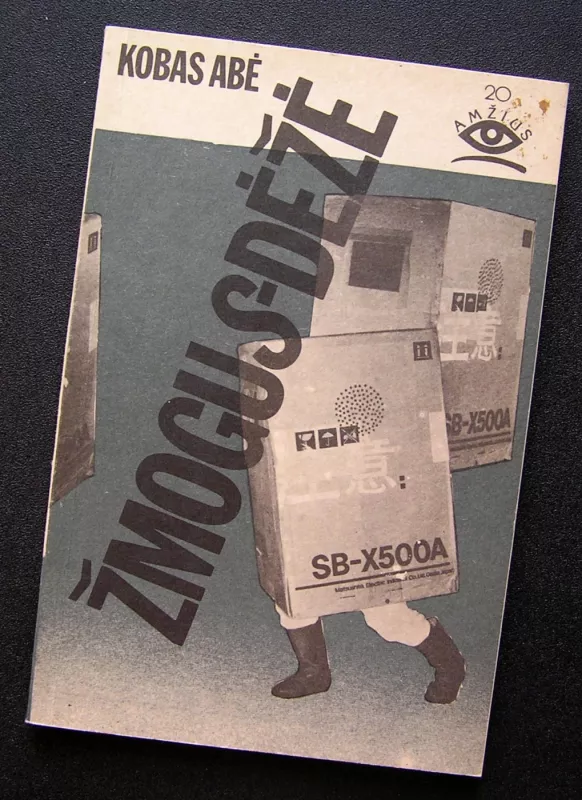 KOBAS ABĖ
20
AMŽIUS
ŽMOGUS-DĖŽĖ
SB-X500A
SB-X500A